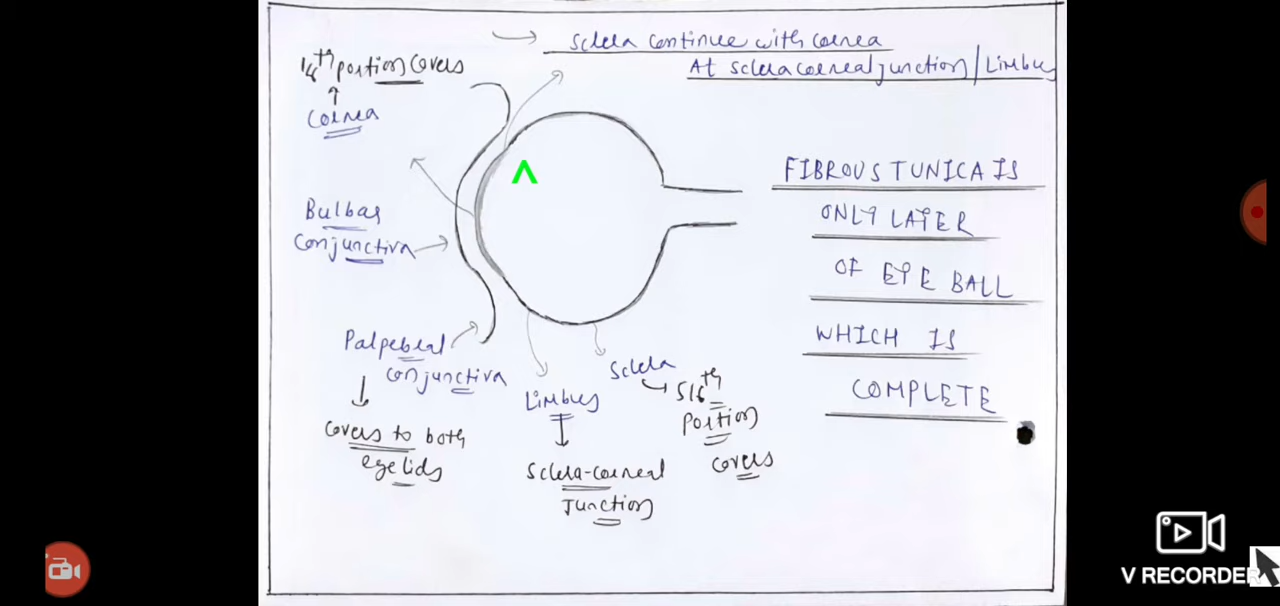 Sclera continue with cornea
At scleracorneal junction / Limbus
1/6th portion covers
Cornea
Bulbar
Conjunctiva
Palpebral
conjunctiva
Covers to both
eyelids
Limbus
Sclera-corneal
Junction
Sclera
5/6th
portion
covers
FIBROUS TUNICA IS
ONLY LAYER
OF EYE BALL
WHICH IS
COMPLETE
V RECORDER